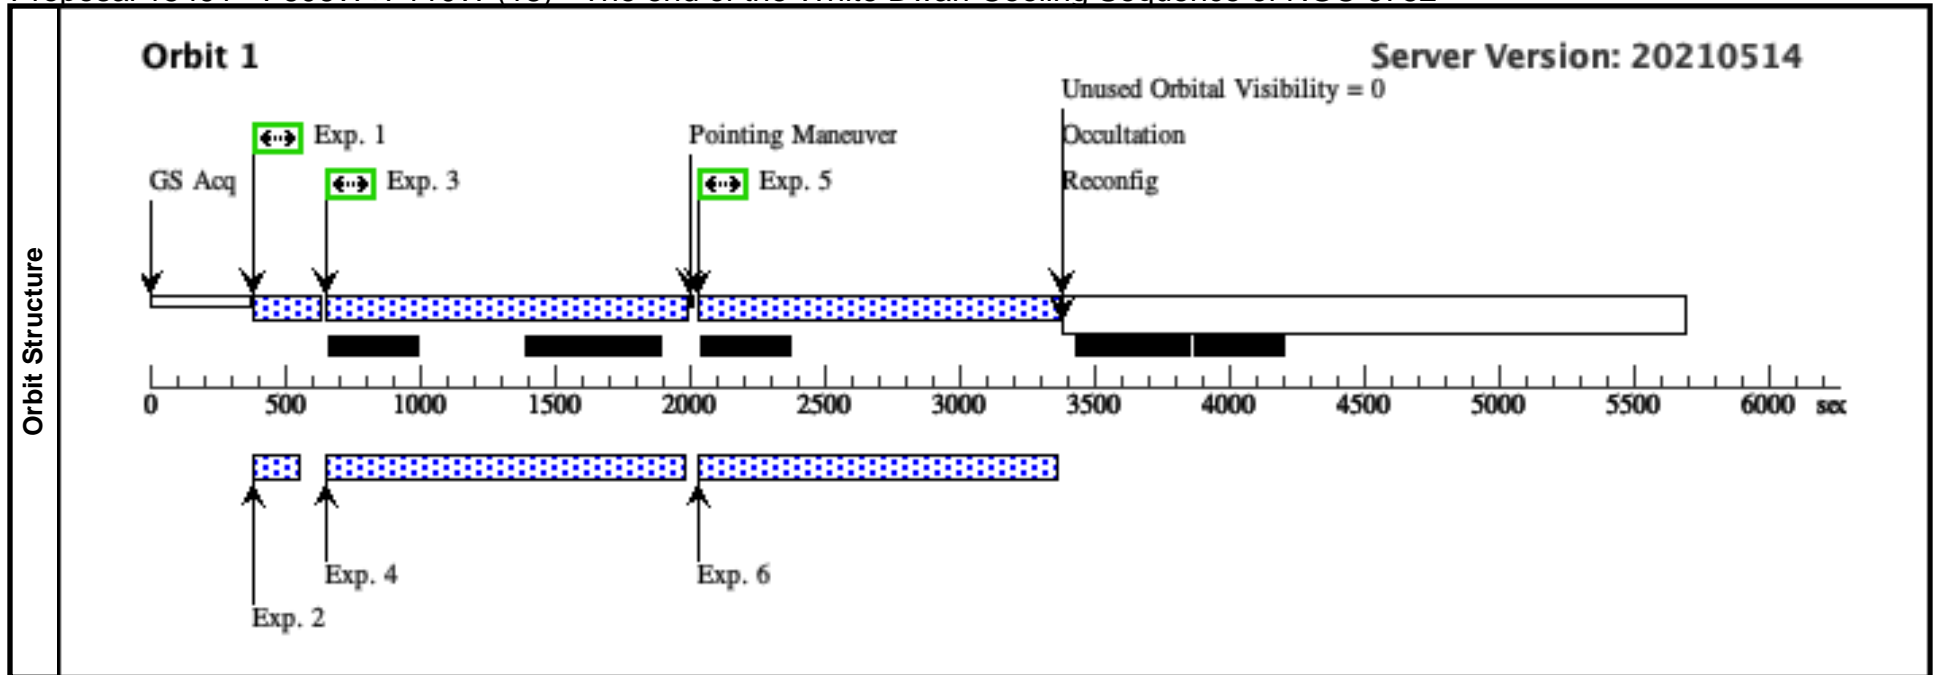 Orbit 1
Server Version: 20210514
Unused Orbital Visibility = 0
Exp. 1
Pointing Maneuver
Occultation
GS Acq
Exp. 3
Exp. 5
Reconfig
Orbit Structure
0 500 1000 1500 2000 2500 3000 3500 4000 4500 5000 5500 6000 sec
Exp. 4
Exp. 6
Exp. 2